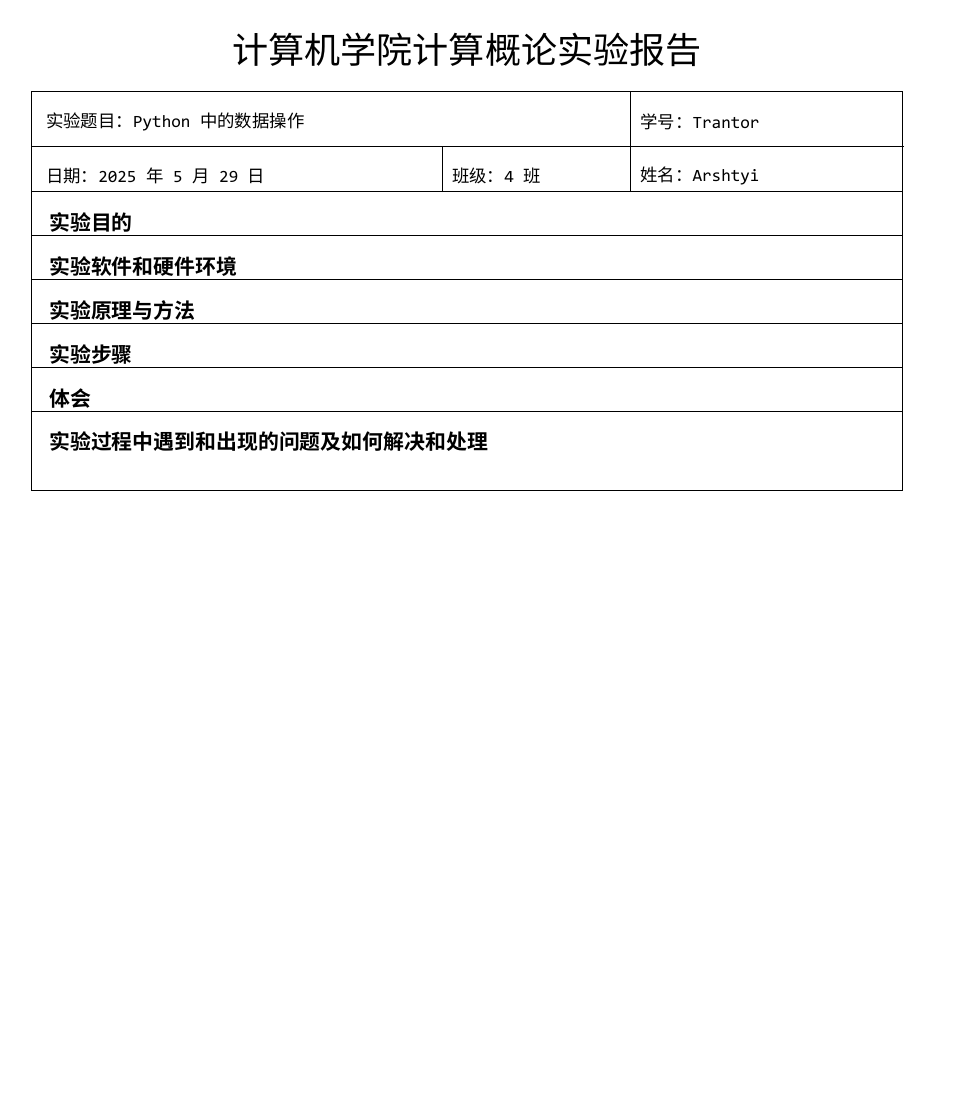 计算机学院计算概论实验报告
实验题目：Python 中的数据操作 学号：Trantor
日期：2025 年 5 月 29 日 班级：4 班 姓名：Arshtyi
实验目的
实验软件和硬件环境
实验原理与方法
实验步骤
体会
实验过程中遇到和出现的问题及如何解决和处理